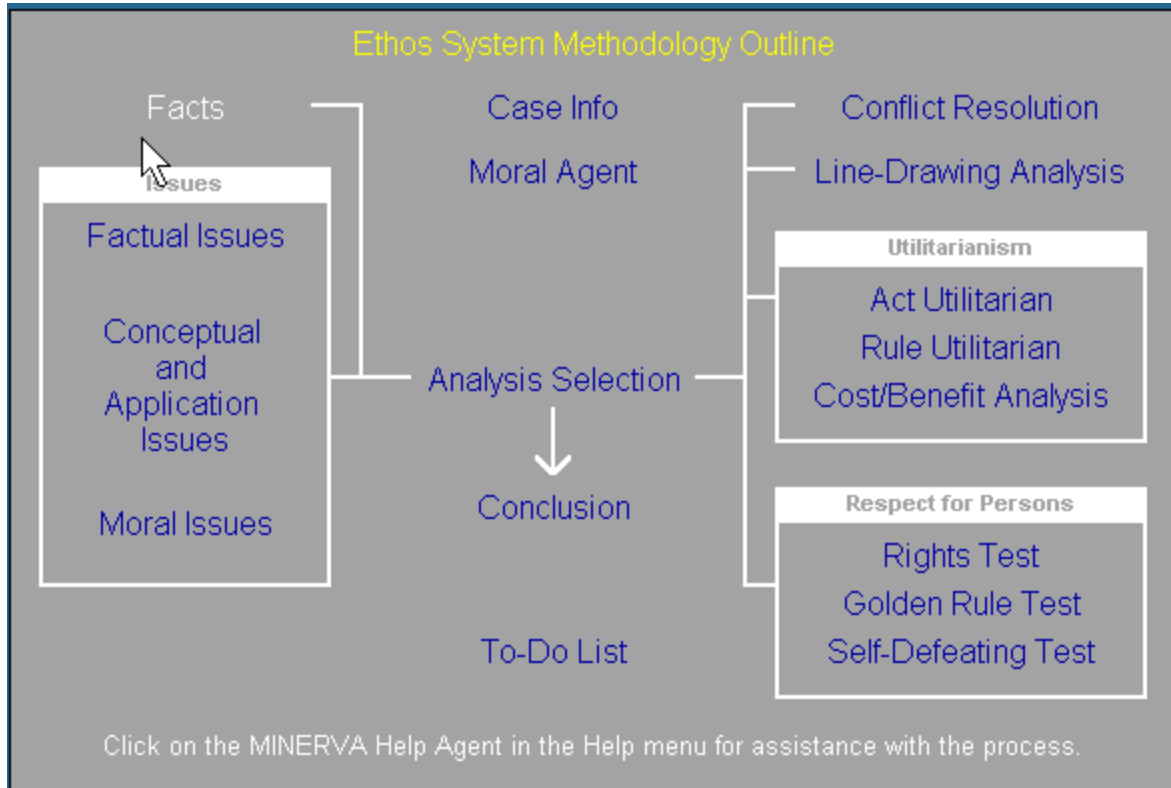 Ethos System Methodology Outline
Facts
Issues
Factual Issues
Conceptual
and
Application
Issues
Moral Issues
Case Info
Moral Agent
Analysis Selection
Conclusion
To-Do List
Conflict Resolution
Line-Drawing Analysis
Utilitarianism
Act Utilitarian
Rule Utilitarian
Cost/Benefit Analysis
Respect for Persons
Rights Test
Golden Rule Test
Self-Defeating Test
Click on the MINERVA Help Agent in the Help menu for assistance with the process.